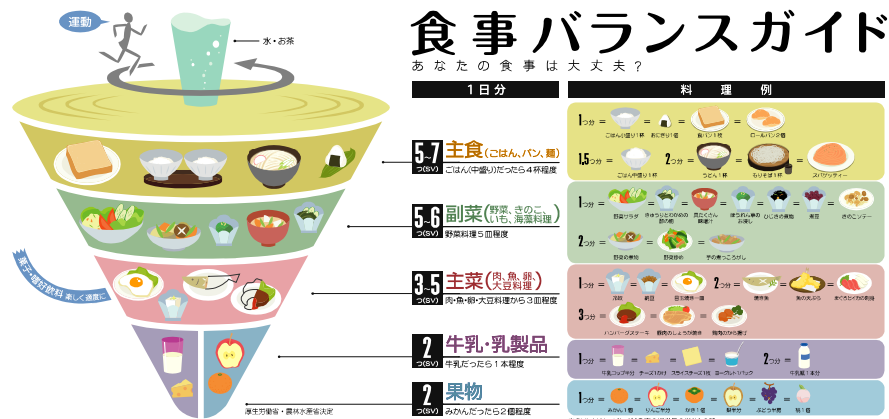 食事バランスガイド
あなたの食事は大丈夫?
運動
水・お茶
1日分
料理例
5~7
つ(SV)
主食(ごはん、パン、麺)
ごはん(中盛り)だったら4杯程度
1つ分 = ごはん小盛り1杯 = おにぎり1個 = 食パン1枚 = ロールパン2個
1.5つ分 = ごはん中盛り1杯 2つ分 = うどん1杯 = もりそば1杯 = スパゲッティー
5~6
つ(SV)
副菜(野菜、きのこ、いも、海藻料理)
野菜料理5皿程度
1つ分 = 野菜サラダ = きゅうりとわかめの酢の物 = 具たくさん味噌汁 = ほうれん草のお浸し = ひじきの煮物 = 煮豆 = きのこソテー
2つ分 = 野菜の煮物 = 野菜炒め = 芋の煮っころがし
3~5
つ(SV)
主菜(肉、魚、卵、大豆料理)
肉・魚・卵・大豆料理から3皿程度
1つ分 = 冷奴 = 納豆 = 目玉焼き一皿 2つ分 = 焼き魚 = 魚の天ぷら = まぐろとイカの刺身
3つ分 = ハンバーグステーキ = 豚肉のしょうが焼き = 鶏肉のから揚げ
菓子・嗜好飲料 楽しく適度に
2
つ(SV)
牛乳・乳製品
牛乳だったら1本程度
1つ分 = 牛乳コップ半分 = チーズ1かけ = スライスチーズ1枚 = ヨーグルト1パック 2つ分 = 牛乳瓶1本分
2
つ(SV)
果物
みかんだったら2個程度
1つ分 = みかん1個 = りんご半分 = かき1個 = 梨半分 = ぶどう半房 = 桃1個
厚生労働省・農林水産省決定